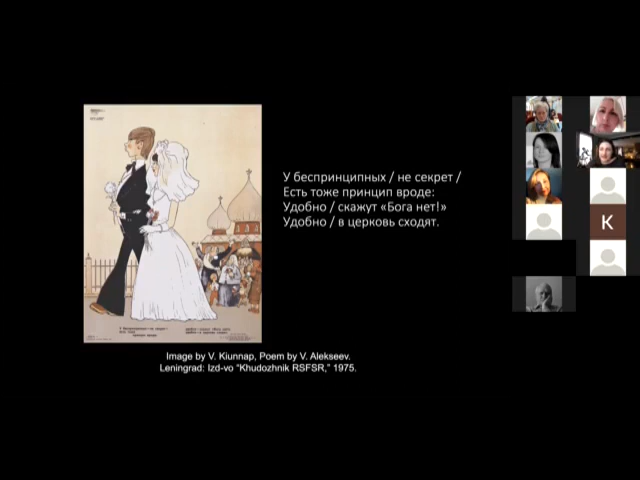 У беспринципных / не секрет /
Есть тоже принцип вроде:
Удобно / скажут «Бога нет!»
Удобно / в церковь сходят.
Image by V. Kiunnap, Poem by V. Alekseev.
Leningrad: Izd-vo "Khudozhnik RSFSR," 1975.
K